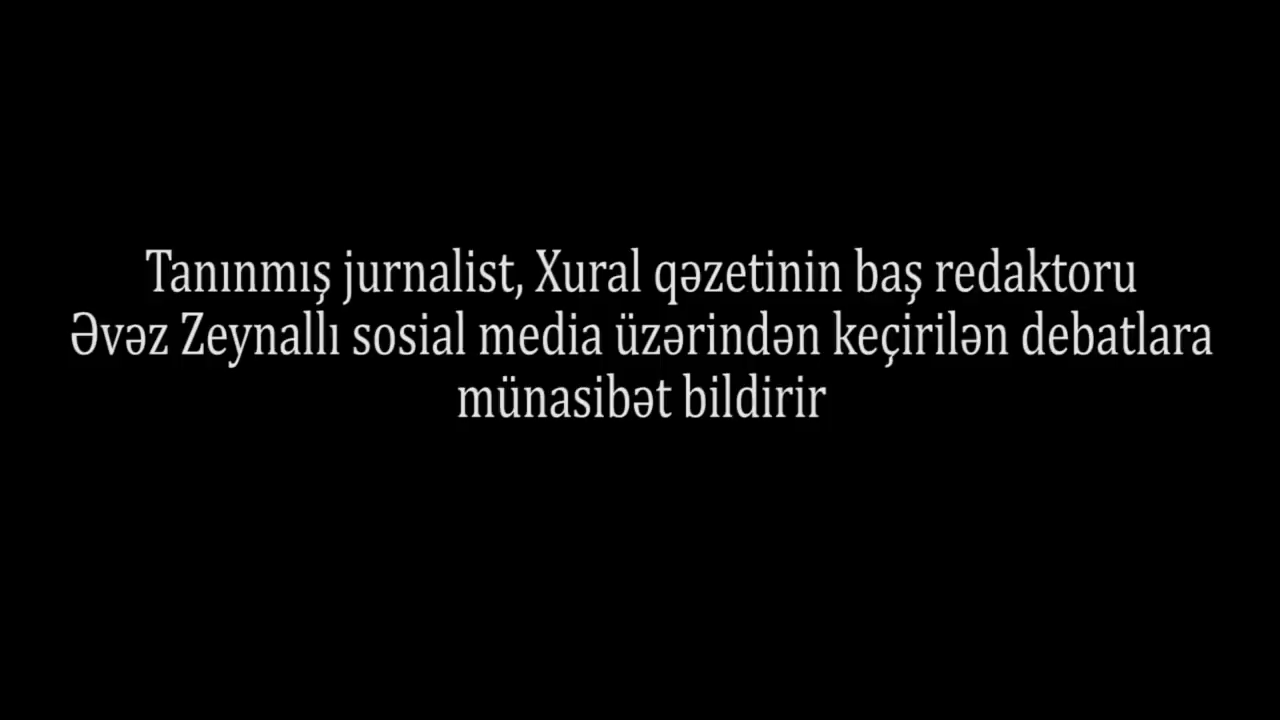 Tanınmış jurnalist, Xural qəzetinin baş redaktoru
Əvəz Zeynallı sosial media üzərindən keçirilən debatlara
münasibət bildirir